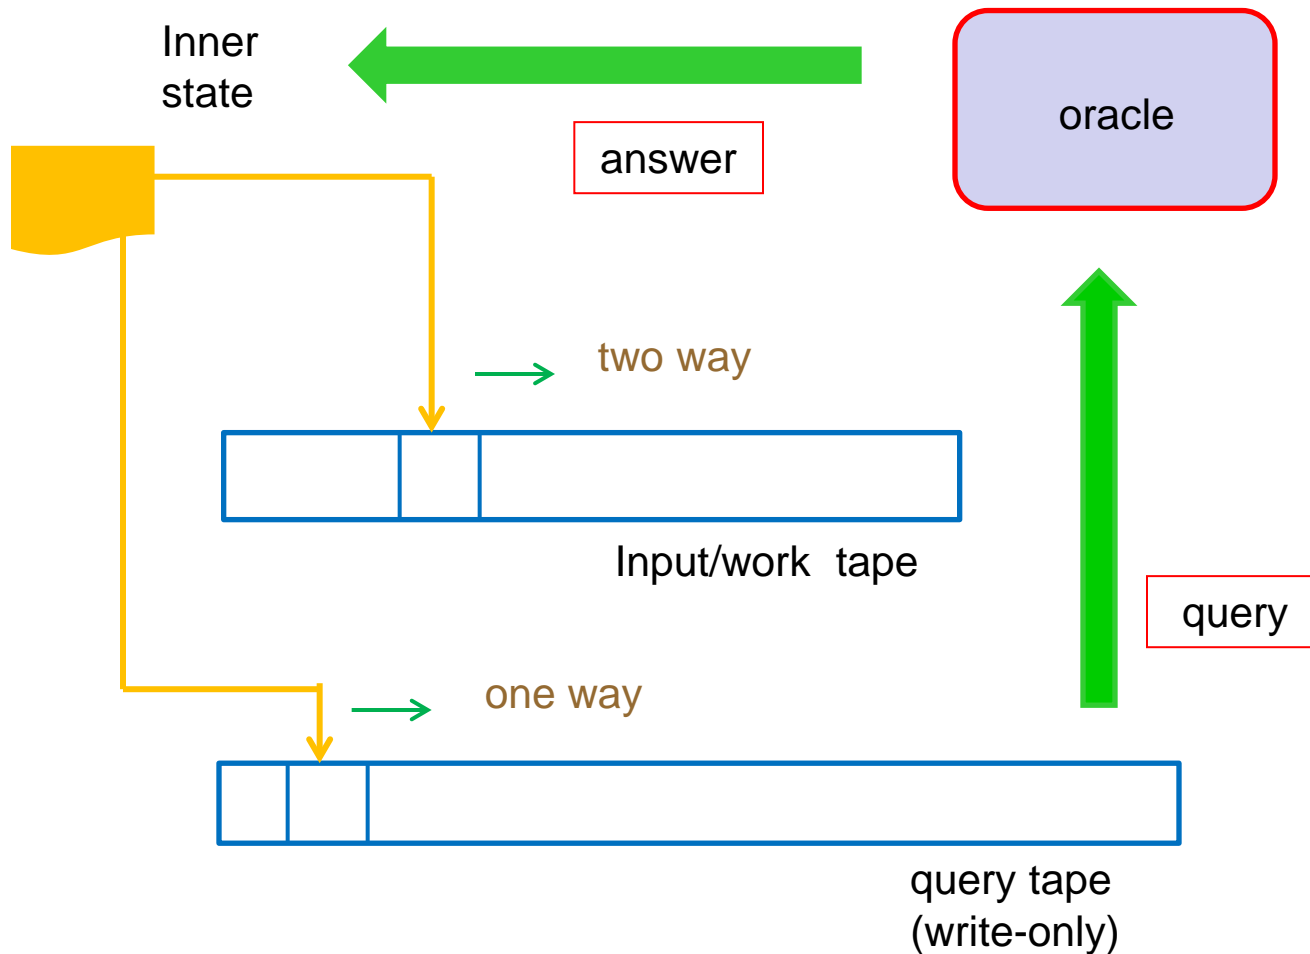 Inner
state
oracle
answer
two way
Input/work tape
query
one way
query tape
(write-only)